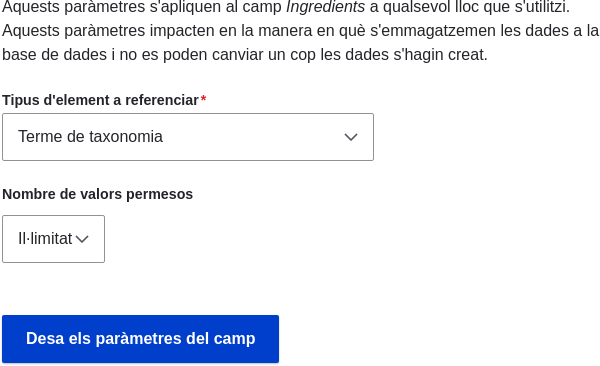 Aquests paràmetres s'apliquen al camp Ingredients a qualsevol lloc que s'utilitzi.
Aquests paràmetres impacten en la manera en què s'emmagatzemen les dades a la
base de dades i no es poden canviar un cop les dades s'hagin creat.
Tipus d'element a referenciar*
Terme de taxonomia
Nombre de valors permesos
Il·limitat
Desa els paràmetres del camp